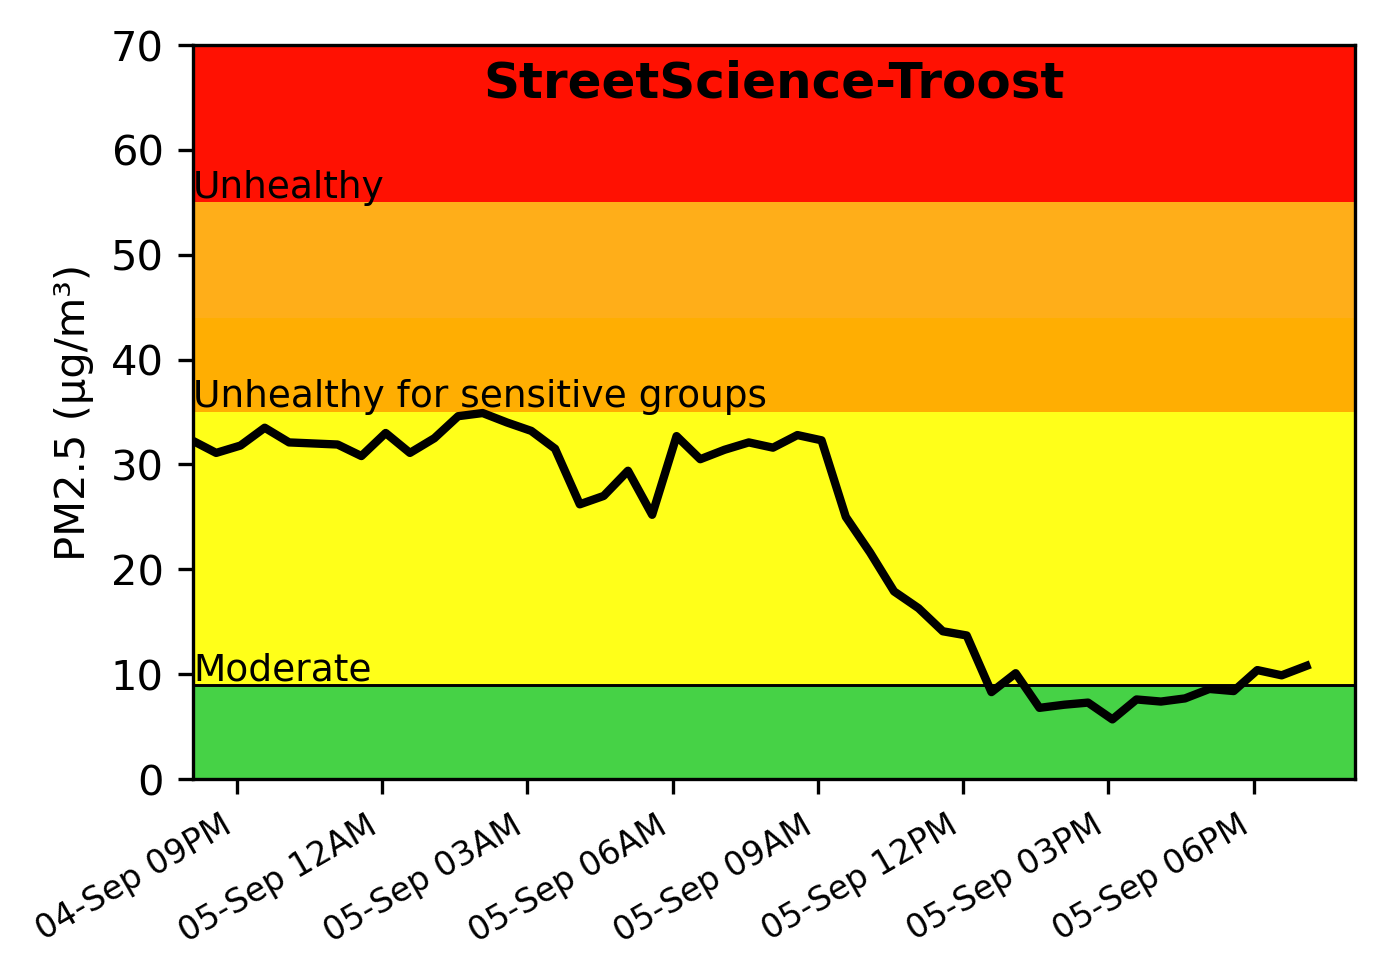 StreetScience-Troost
70
60
Unhealthy
50
40
Unhealthy for sensitive groups
30
20
Moderate
10
0
PM2.5 (µg/m³)
04-Sep 09PM
05-Sep 12AM
05-Sep 03AM
05-Sep 06AM
05-Sep 09AM
05-Sep 12PM
05-Sep 03PM
05-Sep 06PM